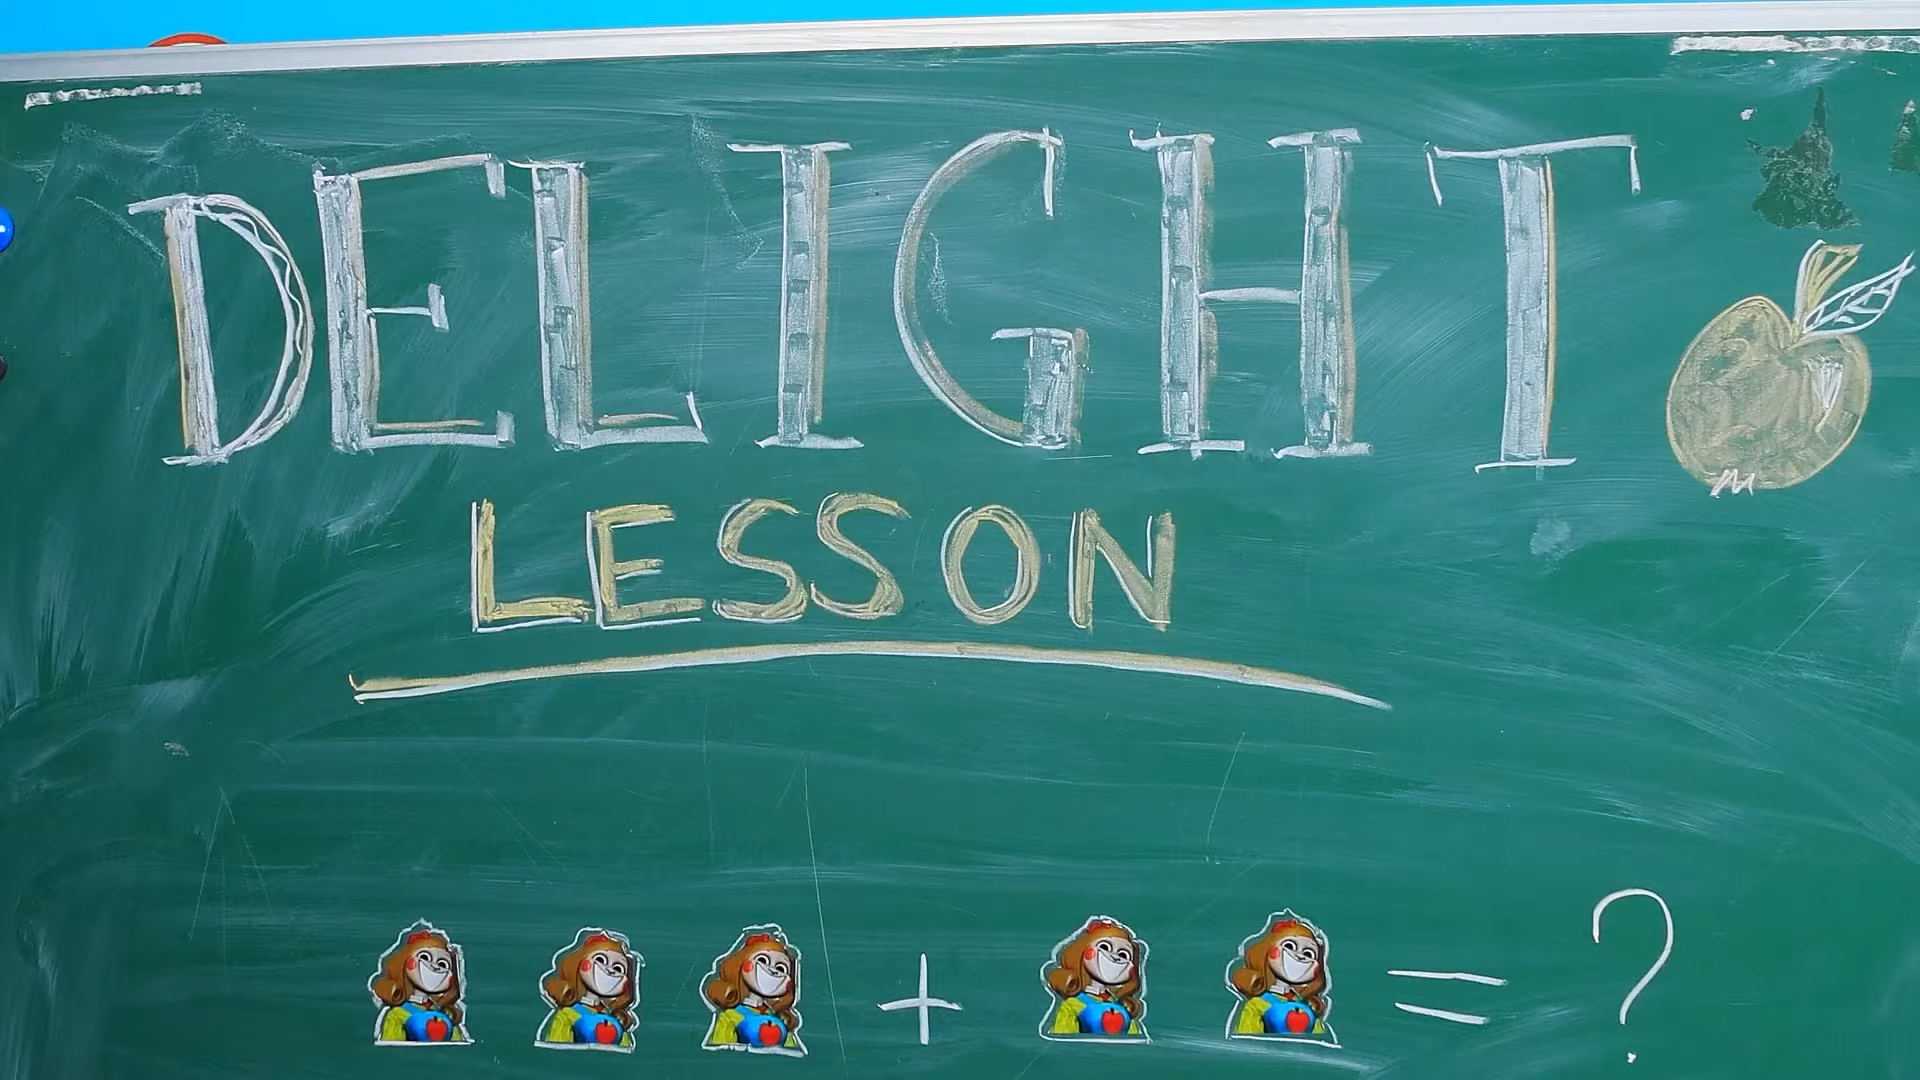 DELIGHT
LESSON
+ = ?